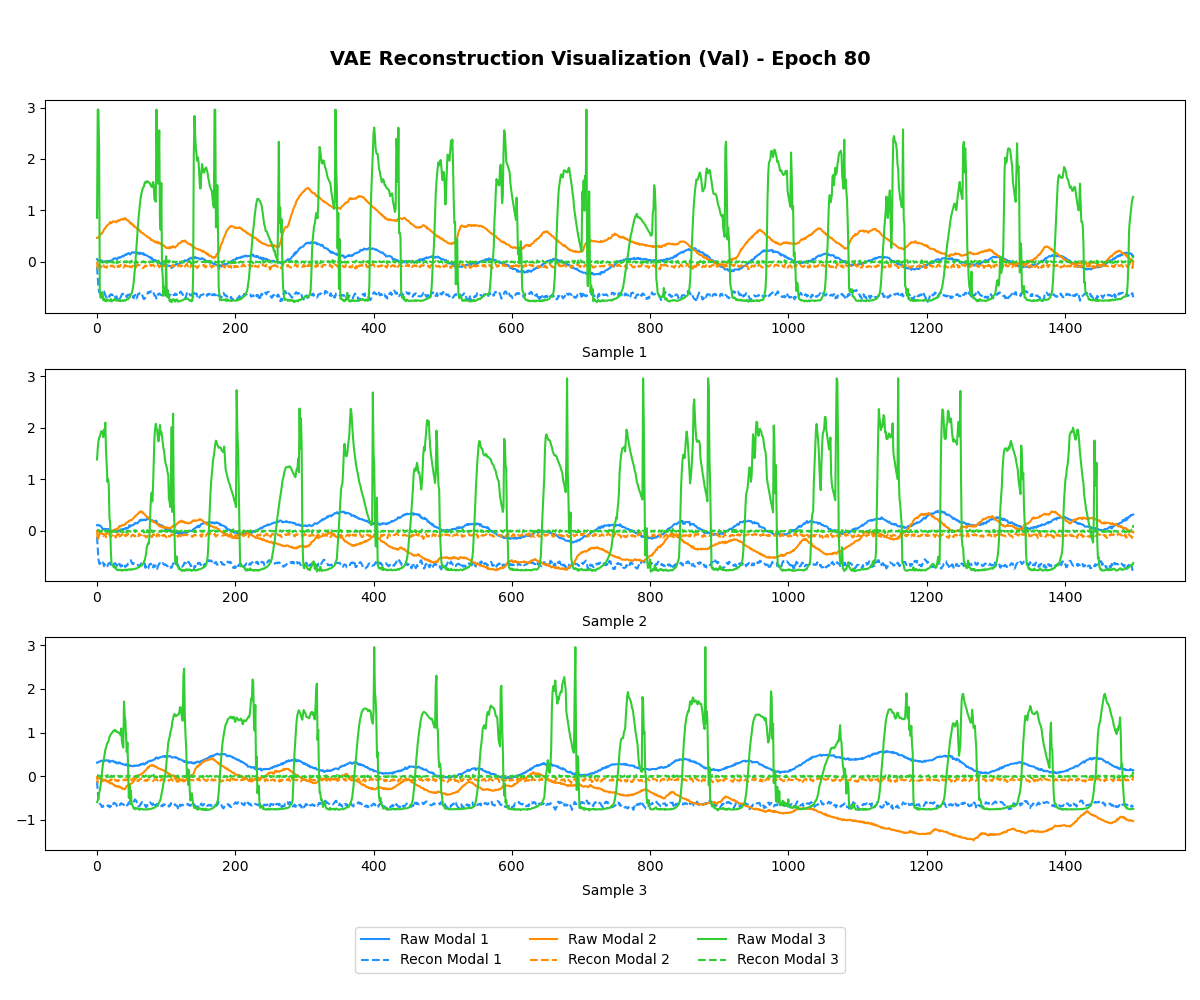 VAE Reconstruction Visualization (Val) - Epoch 80
3
2
1
0
0 200 400 600 800 1000 1200 1400
Sample 1
3
2
1
0
0 200 400 600 800 1000 1200 1400
Sample 2
3
2
1
0
−1
0 200 400 600 800 1000 1200 1400
Sample 3
Raw Modal 1 Raw Modal 2 Raw Modal 3
Recon Modal 1 Recon Modal 2 Recon Modal 3